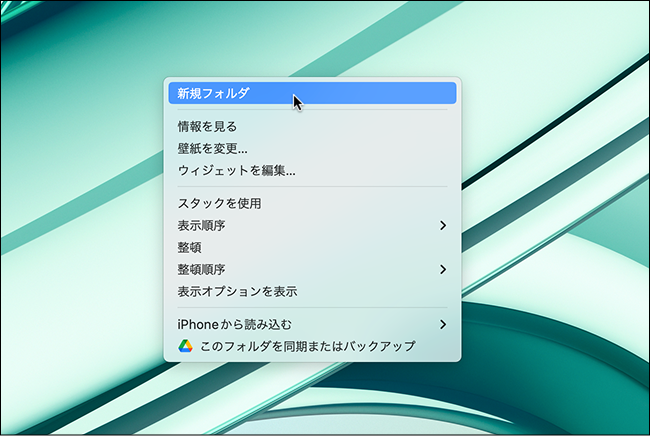 新規フォルダ
情報を見る
壁紙を変更...
ウィジェットを編集...
スタックを使用
表示順序
整頓
整頓順序
表示オプションを表示
iPhoneから読み込む
このフォルダを同期またはバックアップ